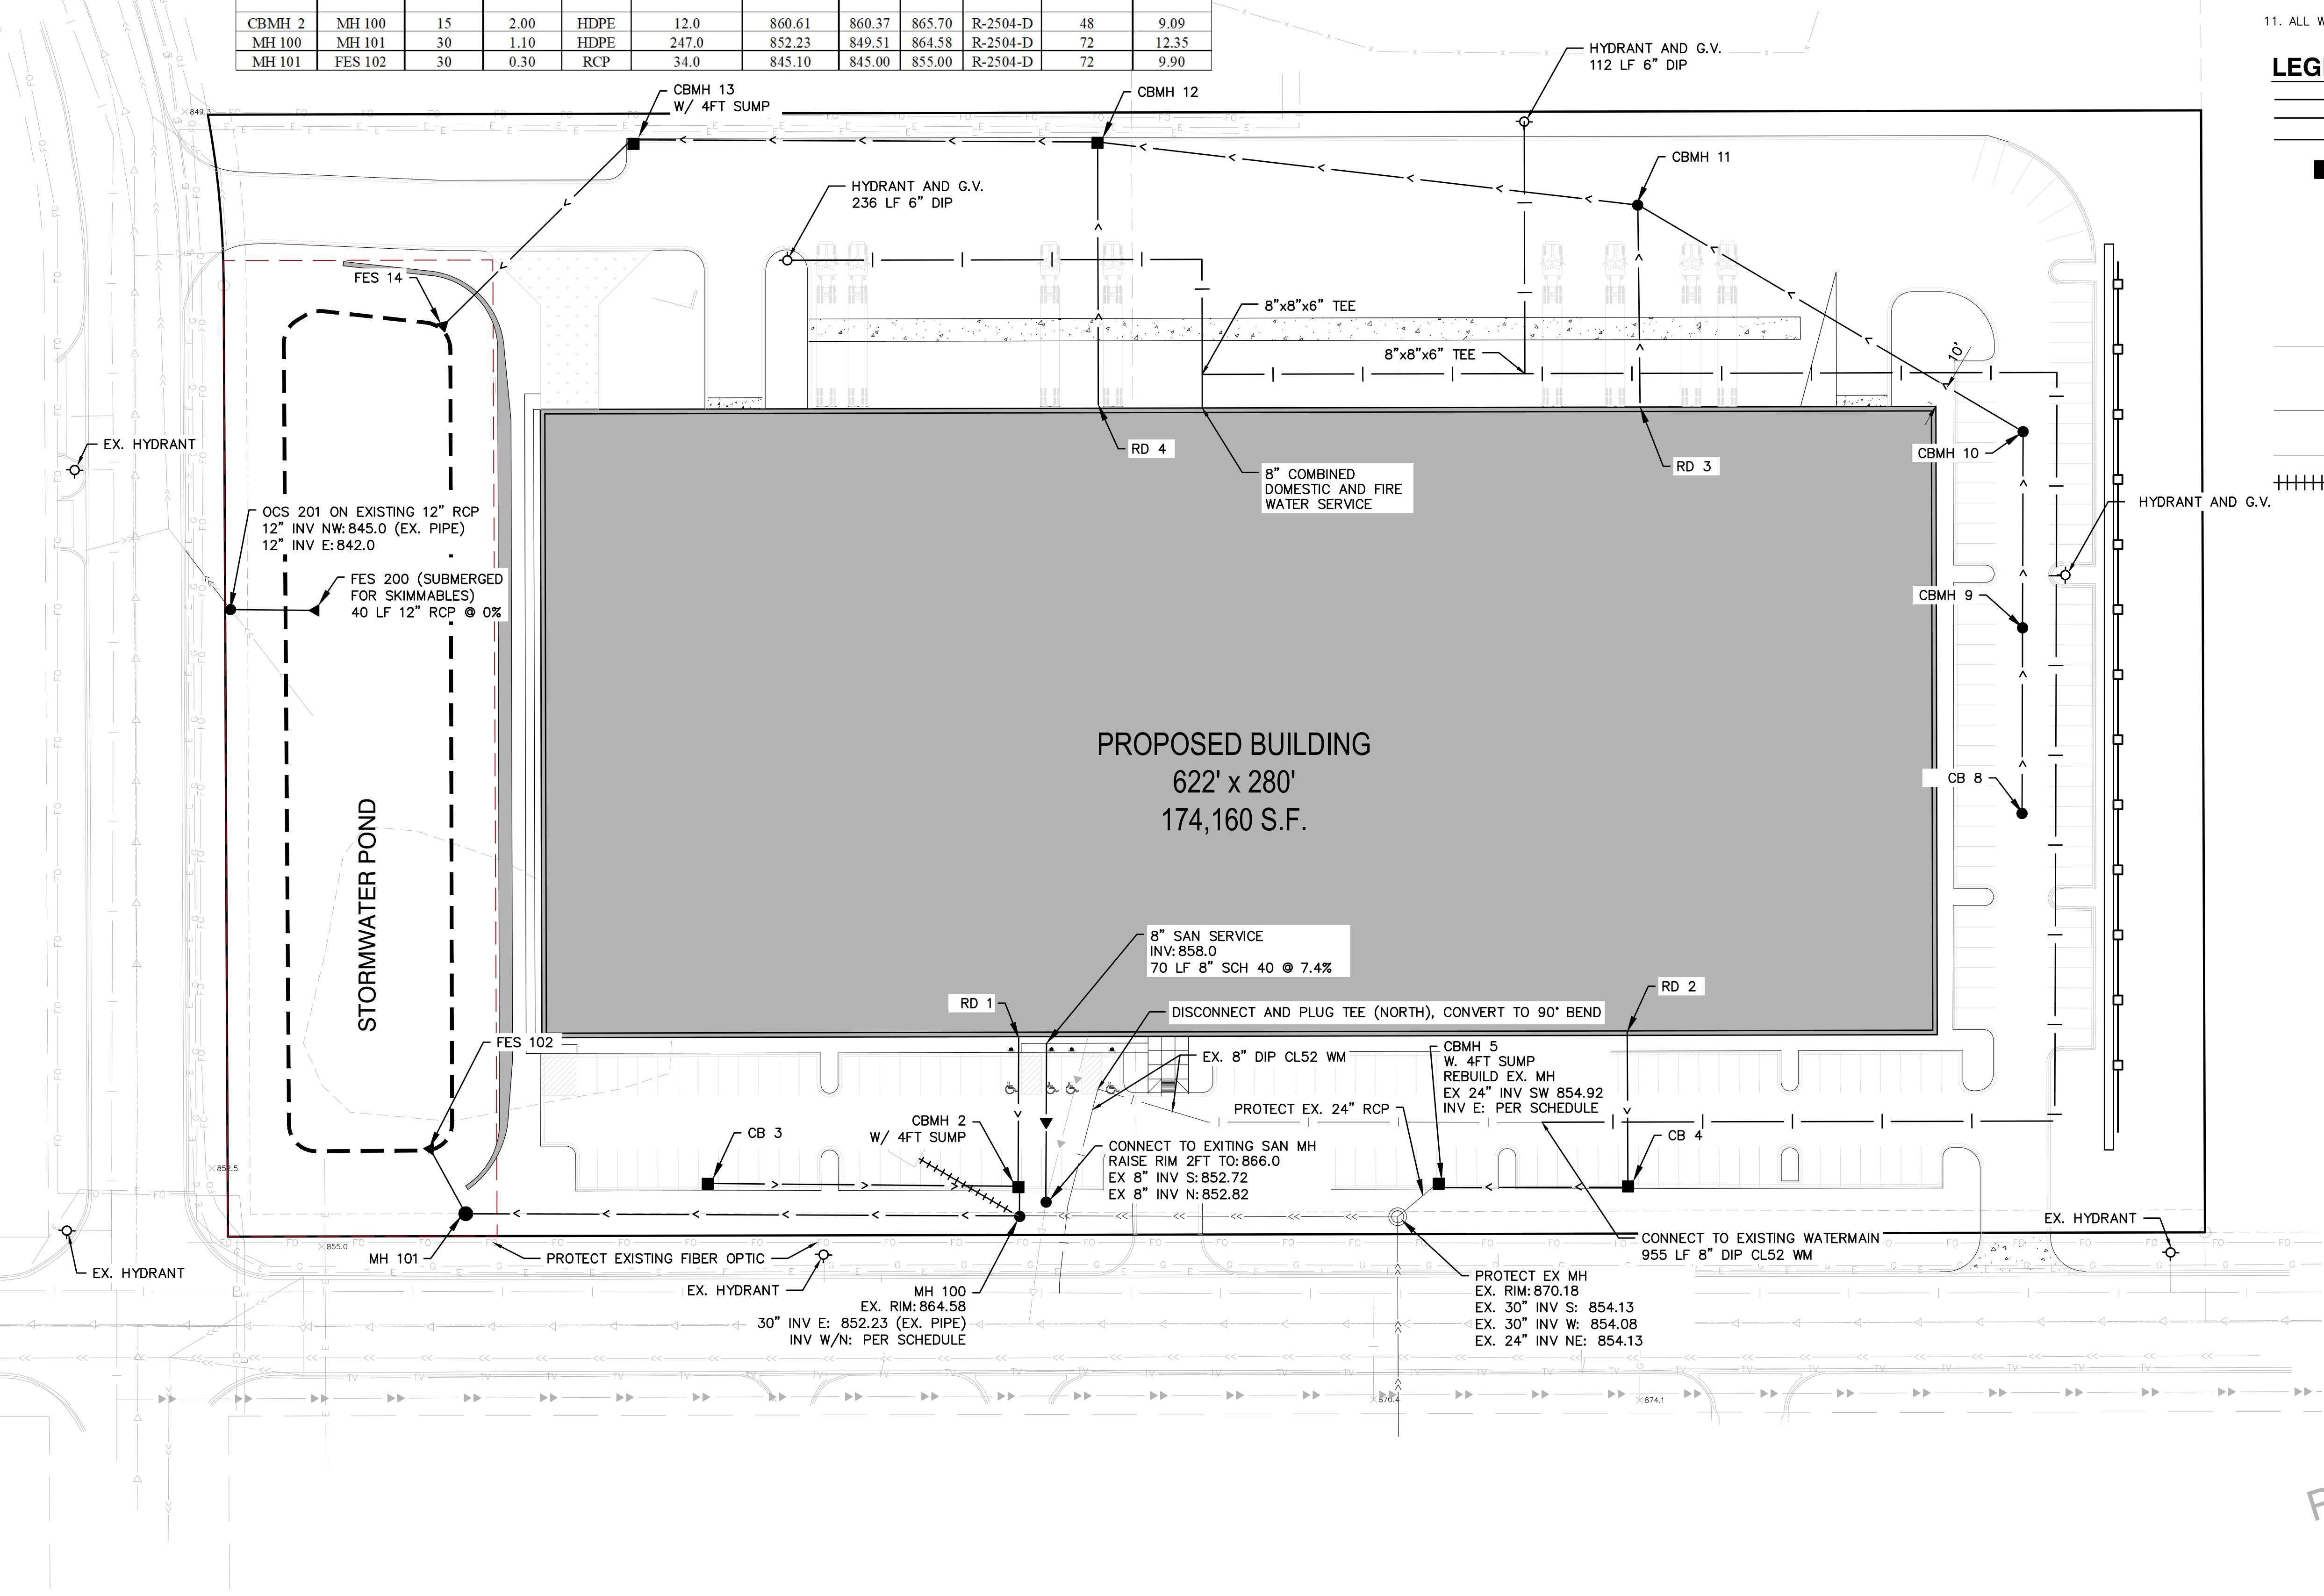 CBMH 2 MH 100 15 2.00 HDPE 12.0 860.61 860.37 865.70 R-2504-D 48 9.09
MH 100 MH 101 30 1.10 HDPE 247.0 852.23 849.51 864.58 R-2504-D 72 12.35
MH 101 FES 102 30 0.30 RCP 34.0 845.10 845.00 855.00 R-2504-D 72 9.90
11. ALL
HYDRANT AND G.V.
112 LF 6" DIP
CBMH 13
W/ 4FT SUMP
CBMH 12
CBMH 11
HYDRANT AND G.V.
236 LF 6" DIP
FES 14
8"x8"x6" TEE
8"x8"x6" TEE
10'
EX. HYDRANT
RD 4
RD 3
8" COMBINED
DOMESTIC AND FIRE
WATER SERVICE
CBMH 10
HYDRANT AND G.V.
OCS 201 ON EXISTING 12" RCP
12" INV NW: 845.0 (EX. PIPE)
12" INV E: 842.0
FES 200 (SUBMERGED
FOR SKIMMABLES)
40 LF 12" RCP @ 0%
CBMH 9
PROPOSED BUILDING
622' x 280'
174,160 S.F.
CB 8
STORMWATER POND
8" SAN SERVICE
INV: 858.0
70 LF 8" SCH 40 @ 7.4%
RD 1
RD 2
DISCONNECT AND PLUG TEE (NORTH), CONVERT TO 90° BEND
FES 102
EX. 8" DIP CL52 WM
CBMH 5
W. 4FT SUMP
REBUILD EX. MH
EX 24" INV SW 854.92
INV E: PER SCHEDULE
PROTECT EX. 24" RCP
CB 3
CBMH 2
W/ 4FT SUMP
CONNECT TO EXITING SAN MH
RAISE RIM 2FT TO: 866.0
EX 8" INV S: 852.72
EX 8" INV N: 852.82
CB 4
852.5
855.0
MH 101
PROTECT EXISTING FIBER OPTIC
EX. HYDRANT
EX. HYDRANT
EX. HYDRANT
CONNECT TO EXISTING WATERMAIN
955 LF 8" DIP CL52 WM
MH 100
EX. RIM: 864.58
30" INV E: 852.23 (EX. PIPE)
INV W/N: PER SCHEDULE
PROTECT EX MH
EX. RIM: 870.18
EX. 30" INV S: 854.13
EX. 30" INV W: 854.08
EX. 24" INV NE: 854.13
870.4
874.1